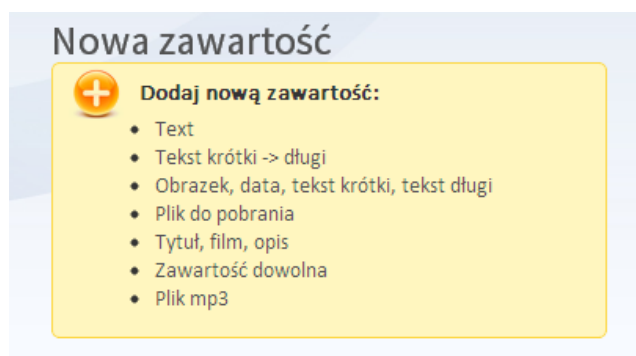 Nowa zawartość
Dodaj nową zawartość:
Text
Tekst krótki -> długi
Obrazek, data, tekst krótki, tekst długi
Plik do pobrania
Tytuł, film, opis
Zawartość dowolna
Plik mp3